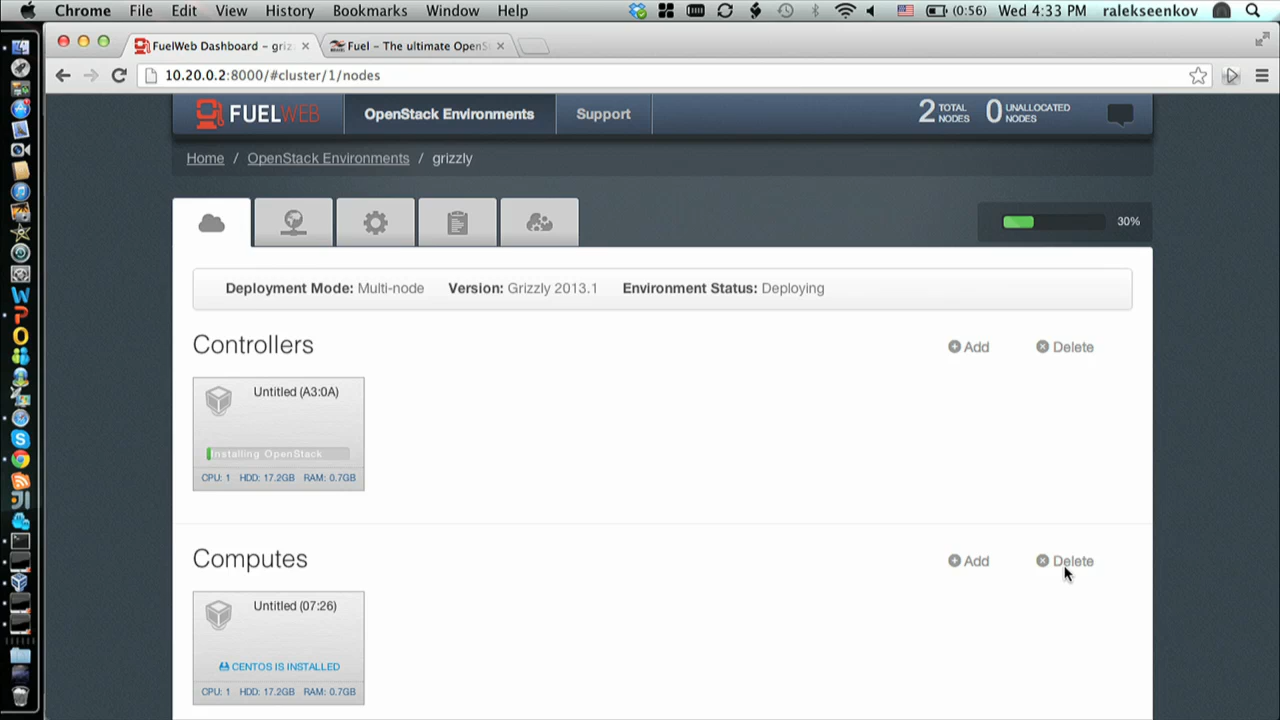 Chrome File Edit View History Bookmarks Window Help (0:56) Wed 4:33 PM ralekseenkov
FuelWeb Dashboard – griz Fuel – The ultimate OpenS
10.20.0.2:8000/#cluster/1/nodes
FUELWEB OpenStack Environments Support 2 TOTAL NODES 0 UNALLOCATED NODES
Home / OpenStack Environments / grizzly
30%
Deployment Mode: Multi-node Version: Grizzly 2013.1 Environment Status: Deploying
Controllers Add Delete
Untitled (A3:0A)
Installing OpenStack
CPU: 1 HDD: 17.2GB RAM: 0.7GB
Computes Add Delete
Untitled (07:26)
CENTOS IS INSTALLED
CPU: 1 HDD: 17.2GB RAM: 0.7GB